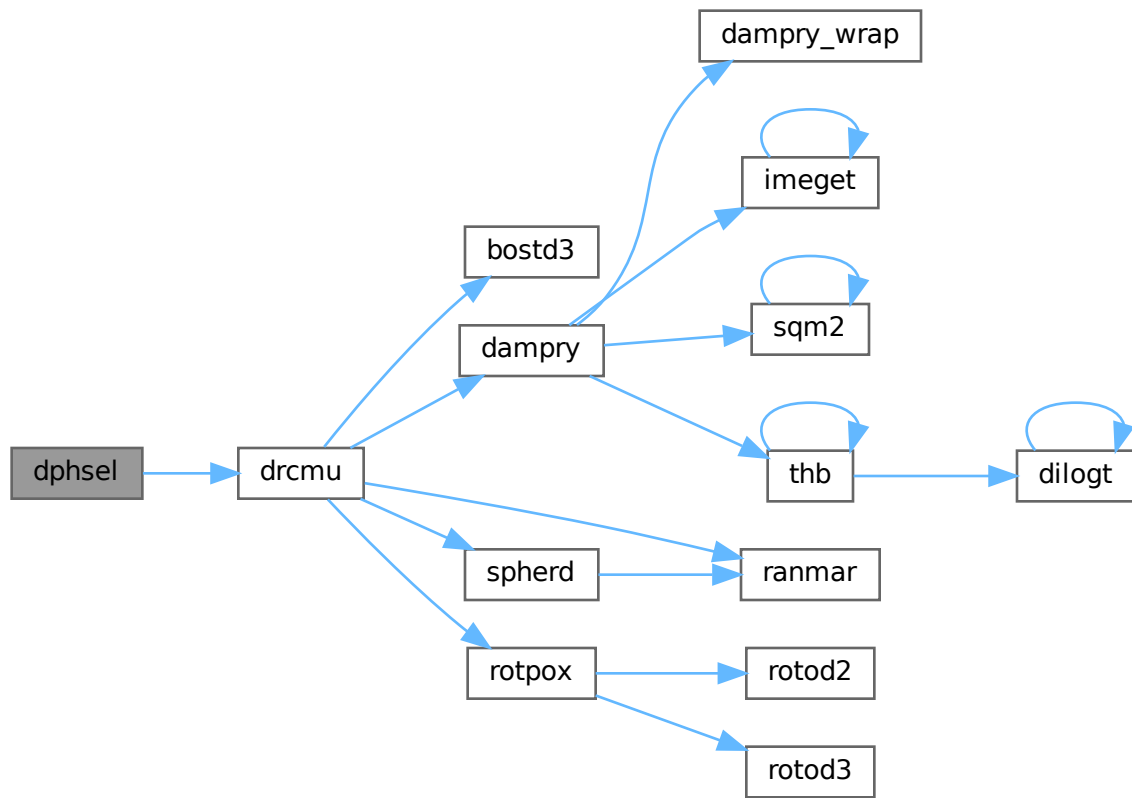 dampry_wrap
imeget
bostd3
sqm2
dampry
dphsel
drcmu
thb
dilogt
spherd
ranmar
rotpox
rotod2
rotod3